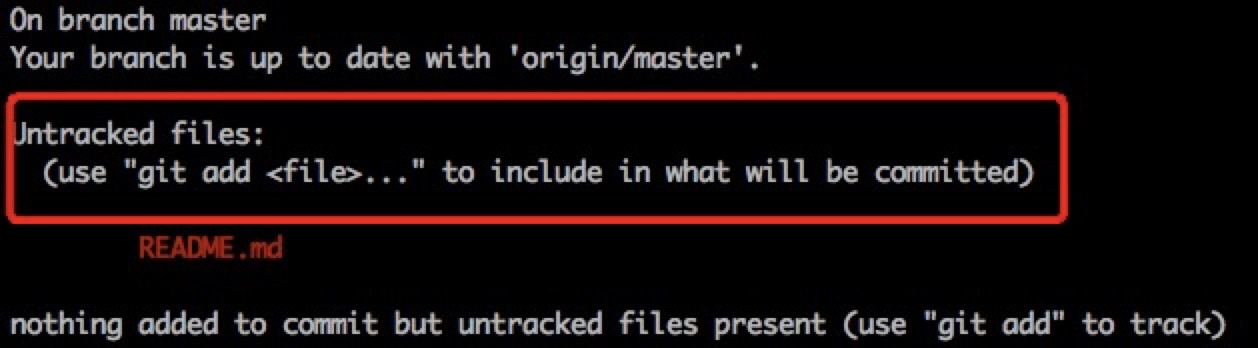 On branch master
Your branch is up to date with 'origin/master'.
Untracked files:
(use "git add <file>..." to include in what will be committed)
README.md
nothing added to commit but untracked files present (use "git add" to track)